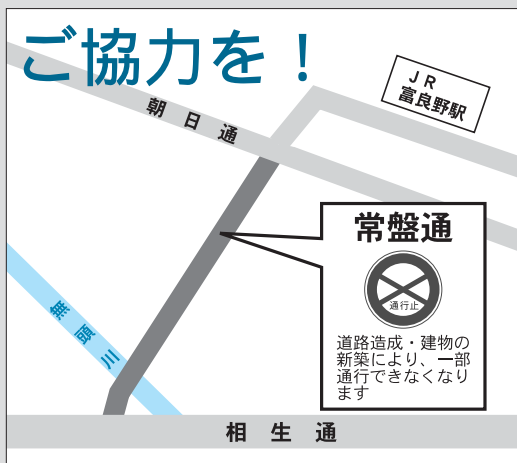 ご協力を！
JR
富良野駅
朝日通
常盤通
通行止
道路造成・建物の
新築により、一部
通行できなくなり
ます
無頭川
相生通